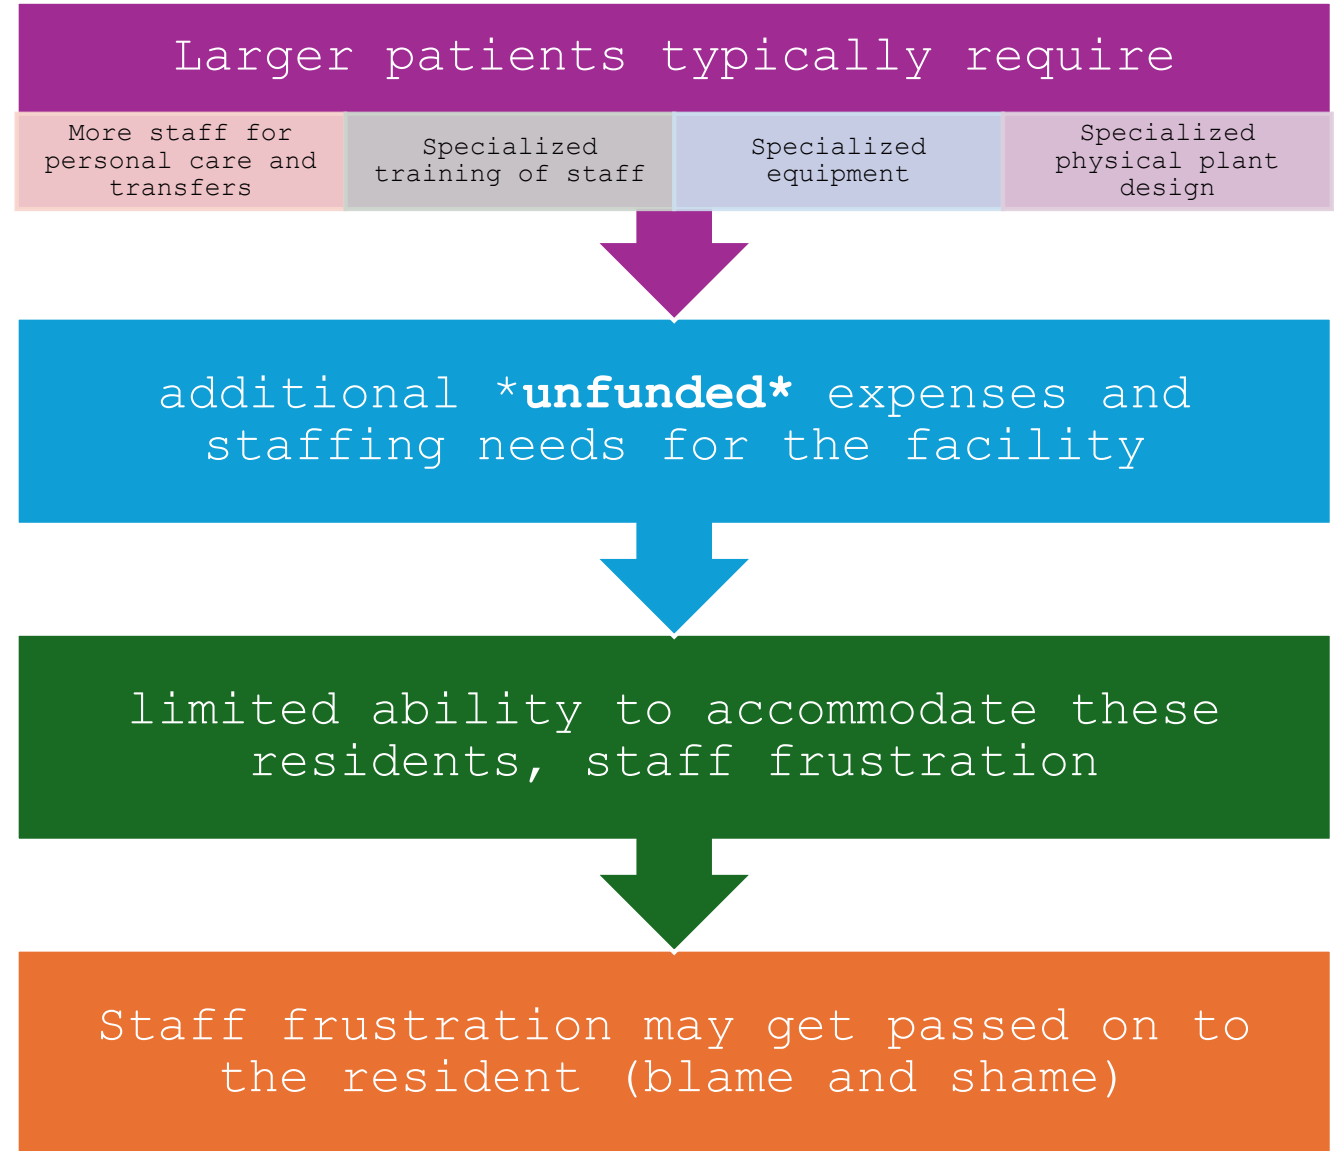 Larger patients typically require
More staff for
personal care and
transfers
Specialized
training of staff
Specialized
equipment
Specialized
physical plant
design
additional *unfunded* expenses and
staffing needs for the facility
limited ability to accommodate these
residents, staff frustration
Staff frustration may get passed on to
the resident (blame and shame)